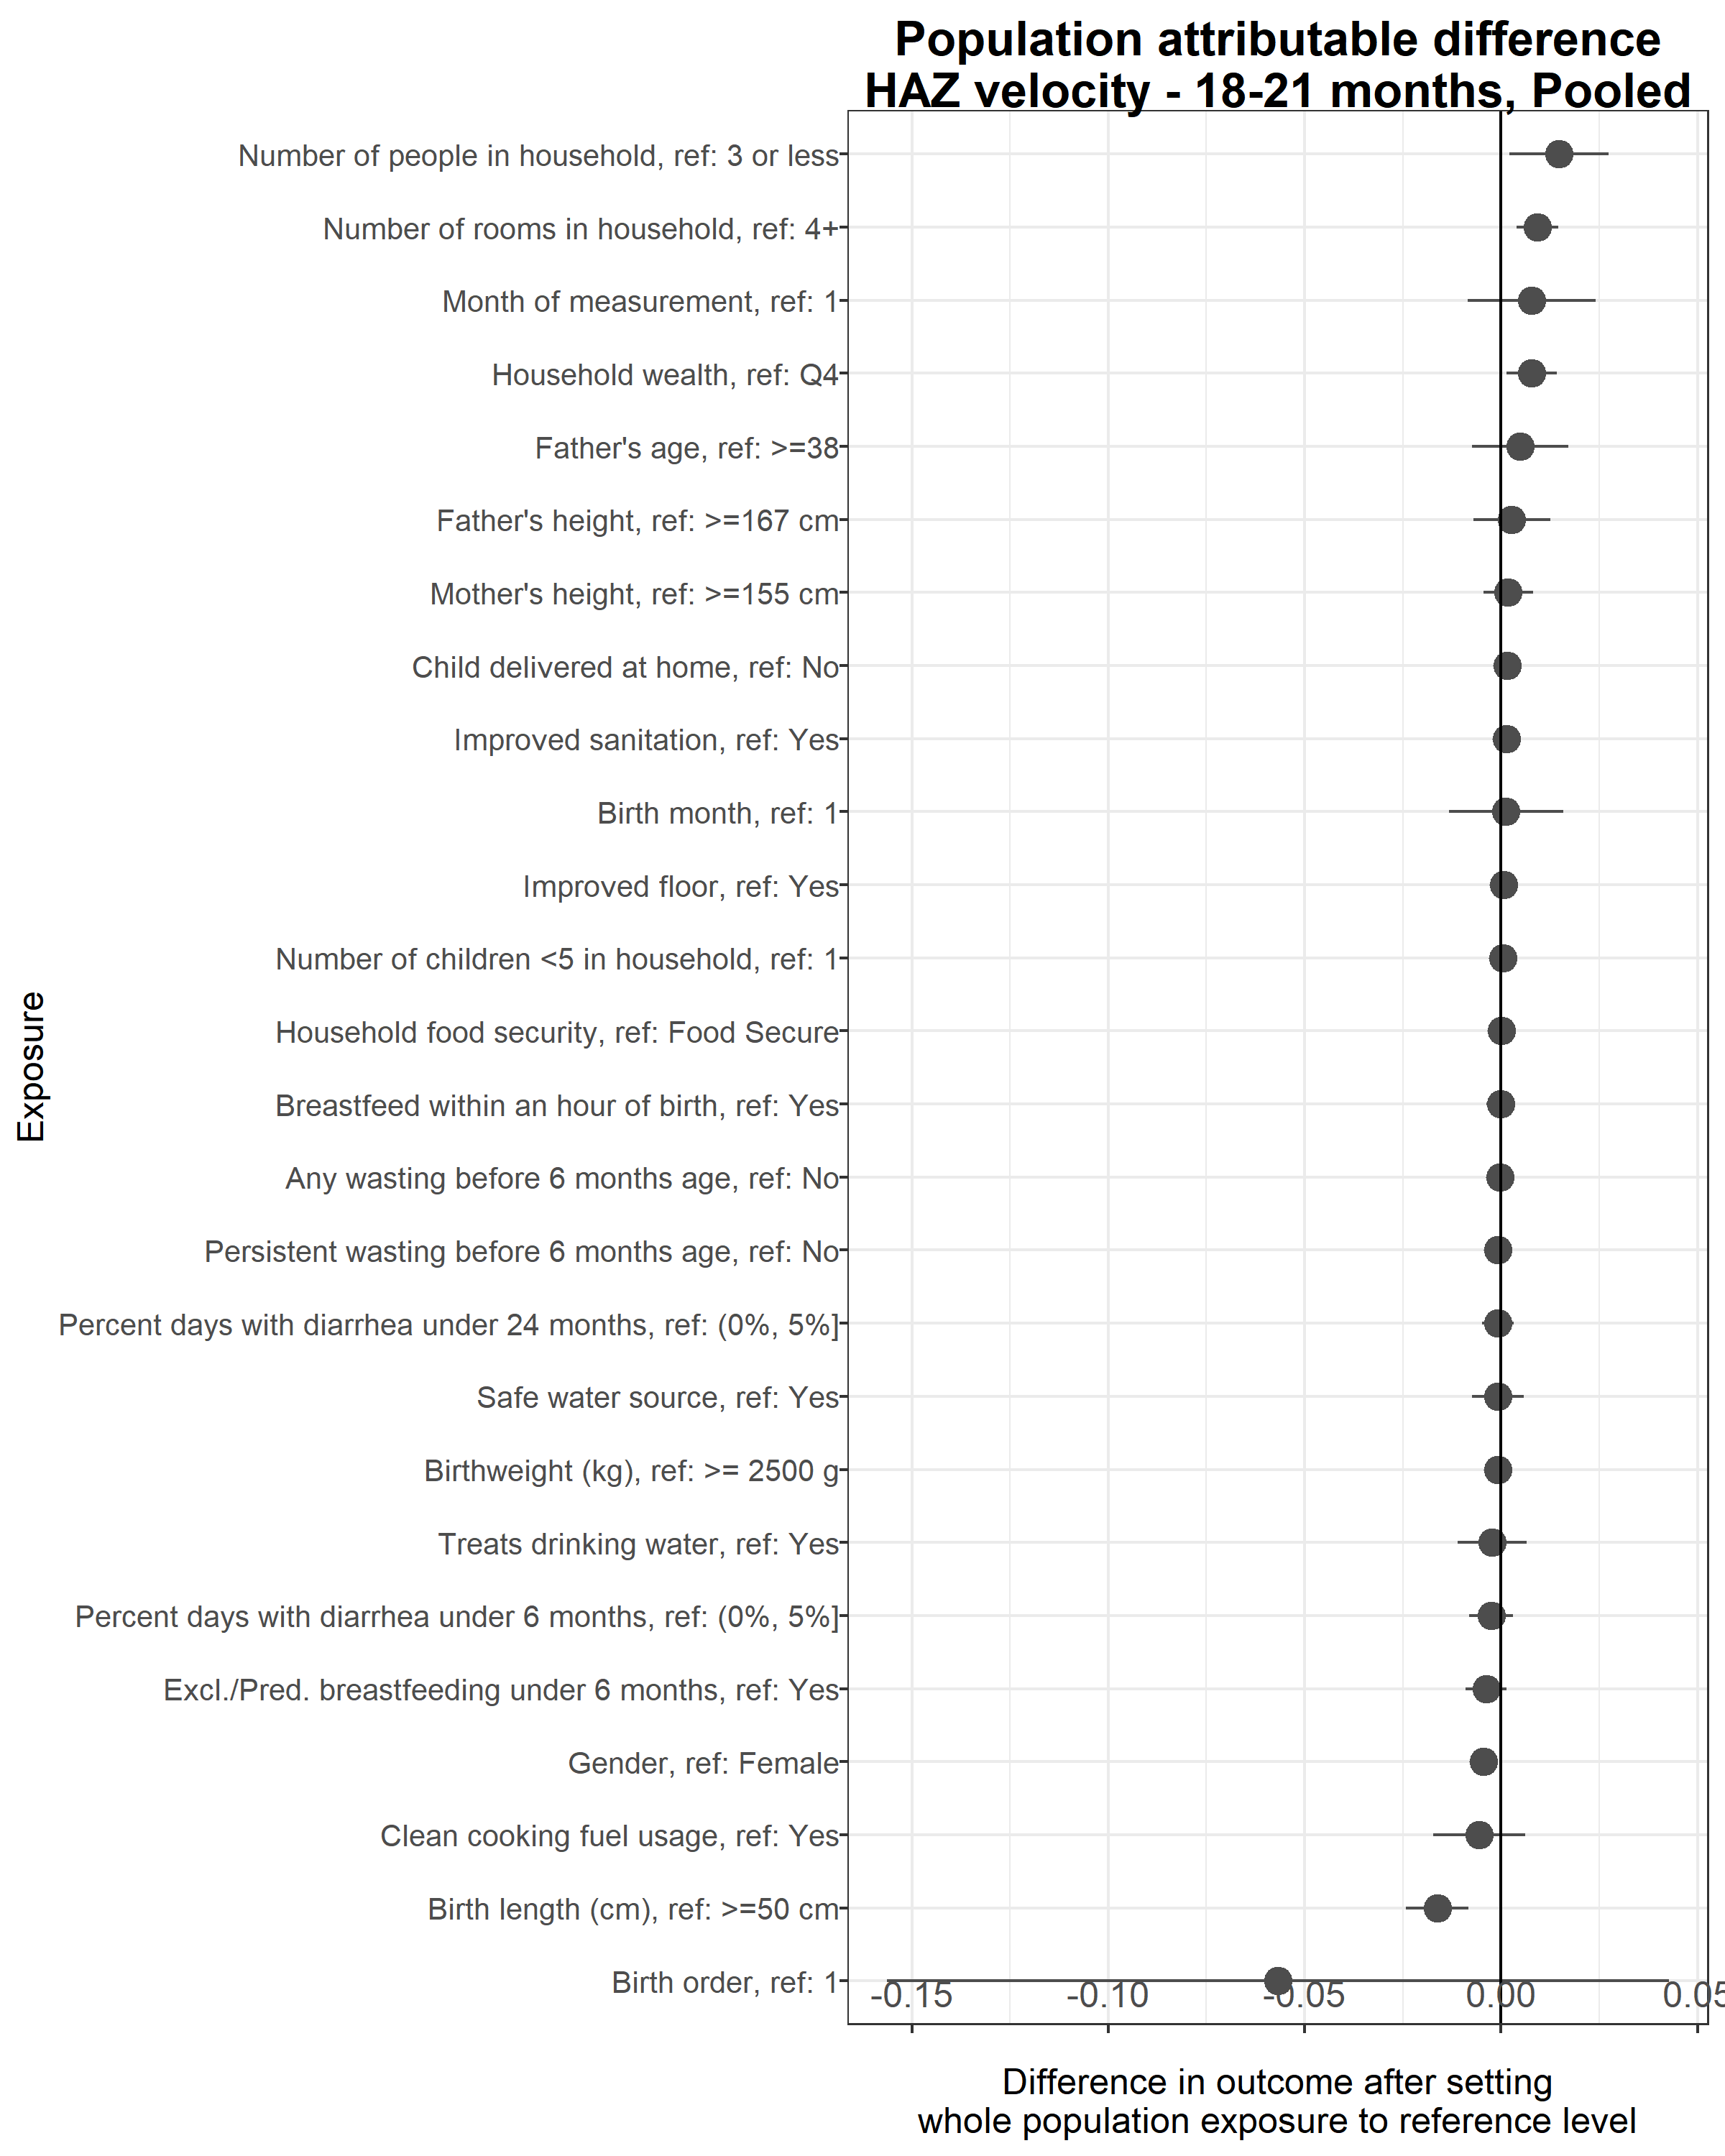 Population attributable difference
HAZ velocity - 18-21 months, Pooled
Number of people in household, ref: 3 or less
Number of rooms in household, ref: 4+
Month of measurement, ref: 1
Household wealth, ref: Q4
Father's age, ref: >=38
Father's height, ref: >=167 cm
Mother's height, ref: >=155 cm
Child delivered at home, ref: No
Improved sanitation, ref: Yes
Birth month, ref: 1
Improved floor, ref: Yes
Number of children <5 in household, ref: 1
Household food security, ref: Food Secure
Breastfeed within an hour of birth, ref: Yes
Any wasting before 6 months age, ref: No
Persistent wasting before 6 months age, ref: No
Percent days with diarrhea under 24 months, ref: (0%, 5%]
Safe water source, ref: Yes
Birthweight (kg), ref: >= 2500 g
Treats drinking water, ref: Yes
Percent days with diarrhea under 6 months, ref: (0%, 5%]
Excl./Pred. breastfeeding under 6 months, ref: Yes
Gender, ref: Female
Clean cooking fuel usage, ref: Yes
Birth length (cm), ref: >=50 cm
Birth order, ref: 1
Exposure
-0.15 -0.10 -0.05 0.00 0.05
Difference in outcome after setting
whole population exposure to reference level